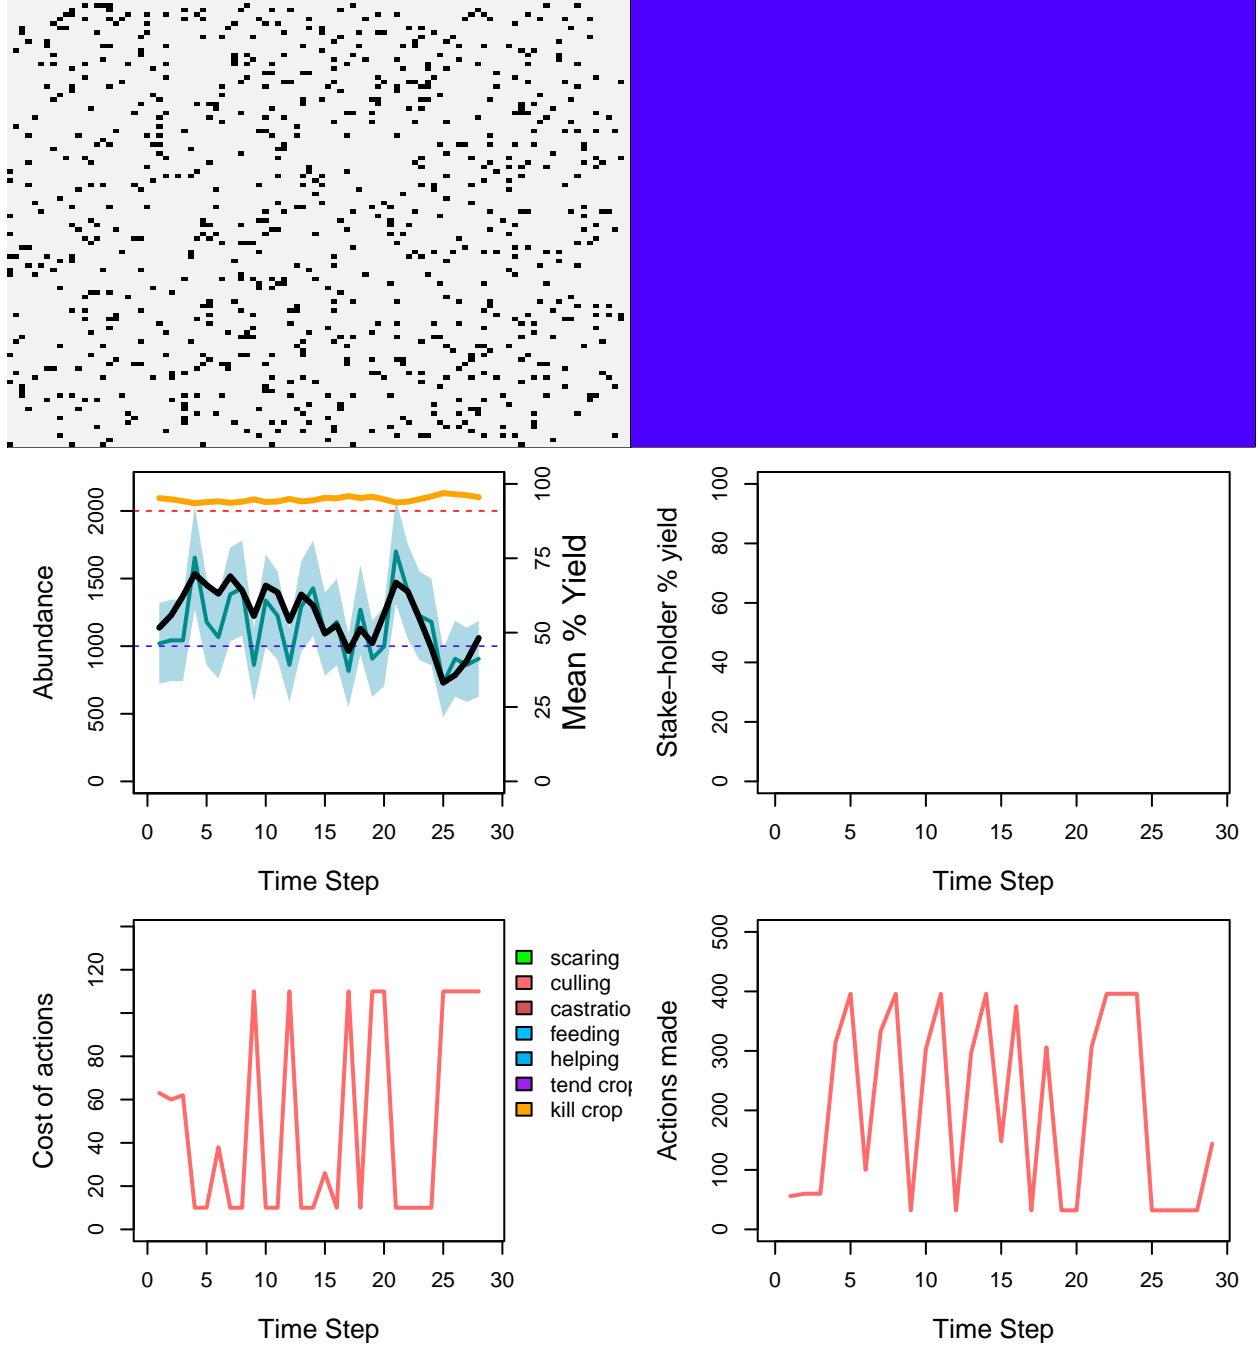 Abundance
0
500
1000
1500
2000
0
25
50
75
100
Mean % Yield
0 5 10 15 20 25 30
Time Step
Stake−holder % yield
0
20
40
60
80
100
0 5 10 15 20 25 30
Time Step
Cost of actions
0
20
40
60
80
120
0 5 10 15 20 25 30
Time Step
scaring
culling
castratio
feeding
helping
tend crop
kill crop
Actions made
0
100
200
300
400
500
0 5 10 15 20 25 30
Time Step